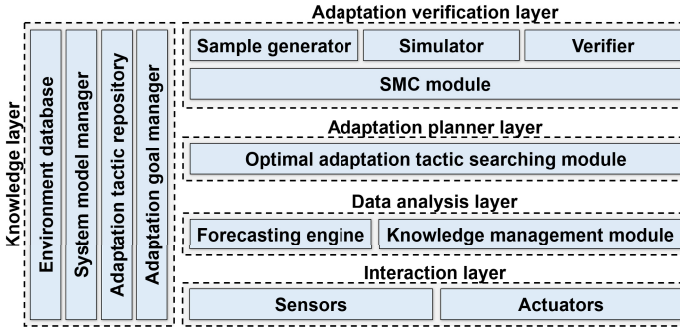 Knowledge layer
Environment database
System model manager
Adaptation tactic repository
Adaptation goal manager
Adaptation verification layer
Sample generator
Simulator
Verifier
SMC module
Adaptation planner layer
Optimal adaptation tactic searching module
Data analysis layer
Forecasting engine
Knowledge management module
Interaction layer
Sensors
Actuators